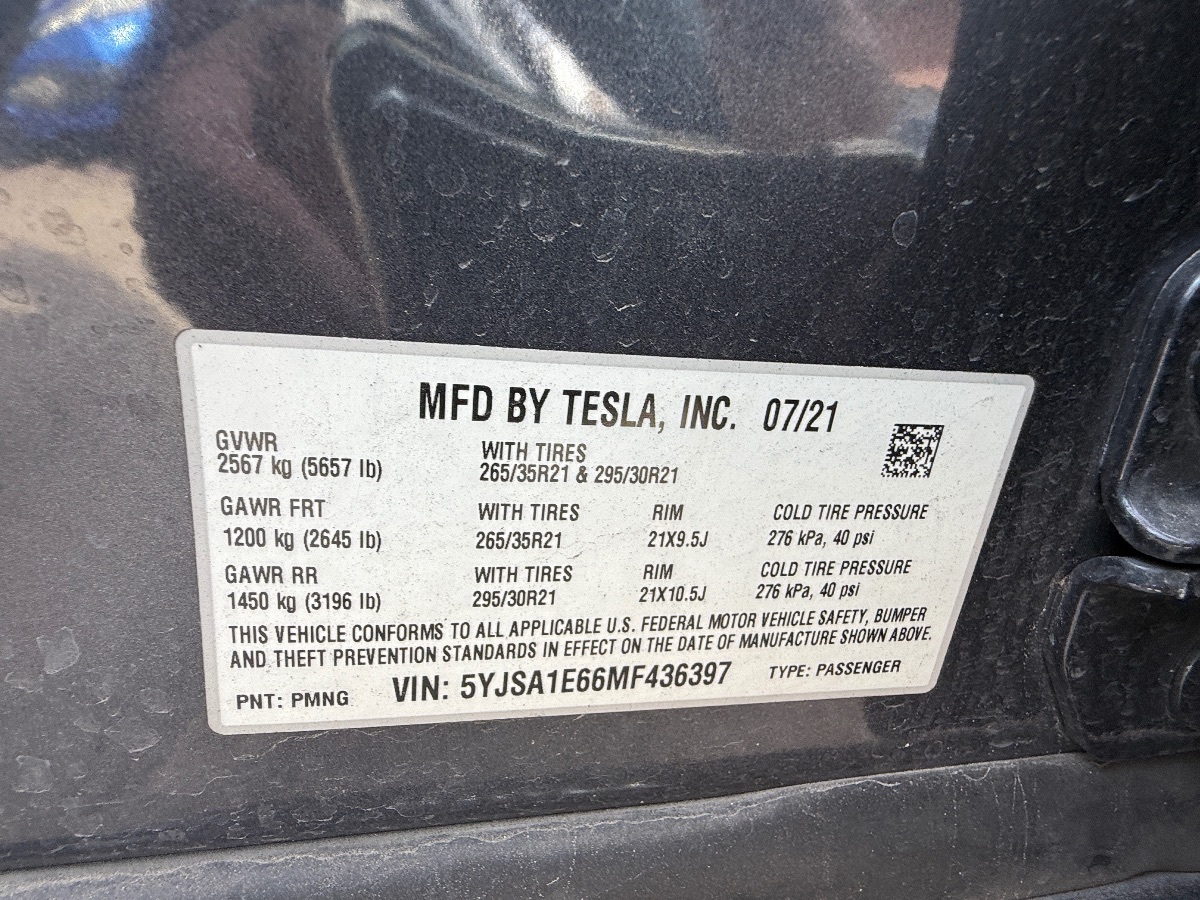 MFD BY TESLA, INC. 07/21
GVWR
2567 kg (5657 lb)
WITH TIRES
265/35R21 & 295/30R21
GAWR FRT WITH TIRES RIM COLD TIRE PRESSURE
1200 kg (2645 lb) 265/35R21 21X9.5J 276 kPa, 40 psi
GAWR RR WITH TIRES RIM COLD TIRE PRESSURE
1450 kg (3196 lb) 295/30R21 21X10.5J 276 kPa, 40 psi
THIS VEHICLE CONFORMS TO ALL APPLICABLE U.S. FEDERAL MOTOR VEHICLE SAFETY, BUMPER
AND THEFT PREVENTION STANDARDS IN EFFECT ON THE DATE OF MANUFACTURE SHOWN ABOVE.
PNT: PMNG VIN: 5YJSA1E66MF436397 TYPE: PASSENGER